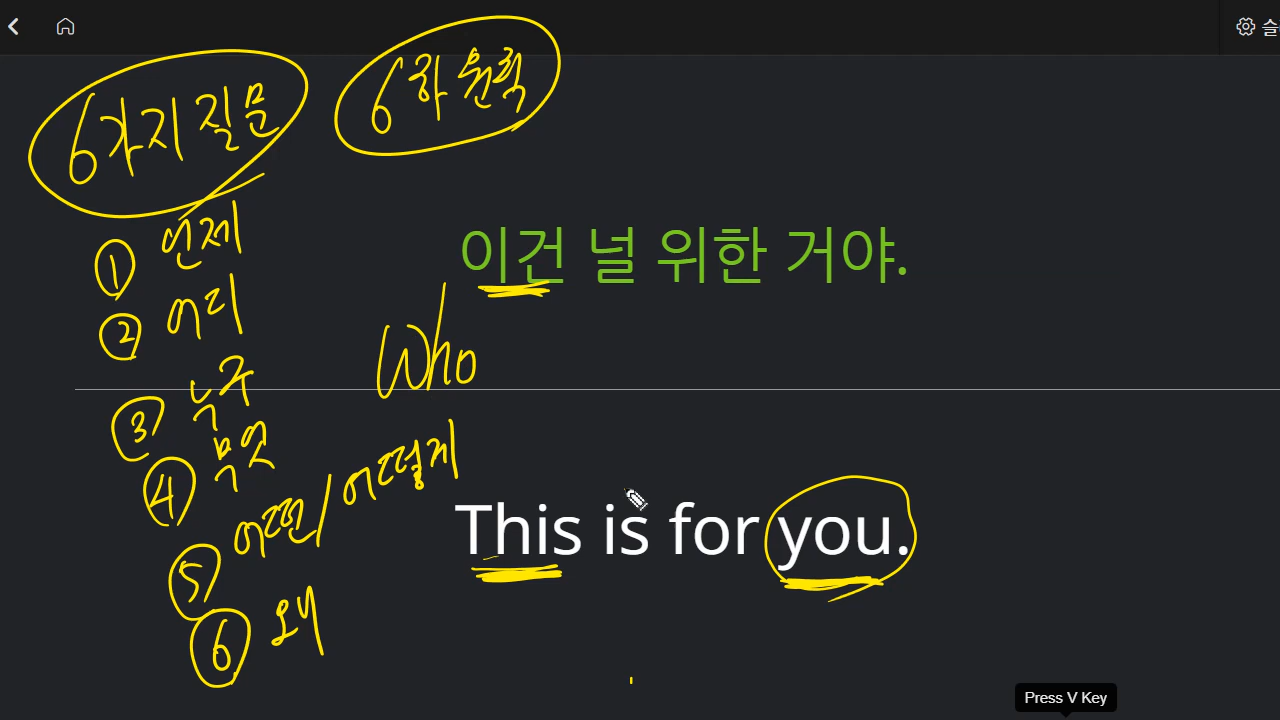 슬
6가지 질문
6하 원칙
① 언제
② 어디
③ 누구
④ 무엇
⑤ 어떤/어떻게
⑥ 왜
이건 널 위한 거야.
Who
This is for you.
Press V Key